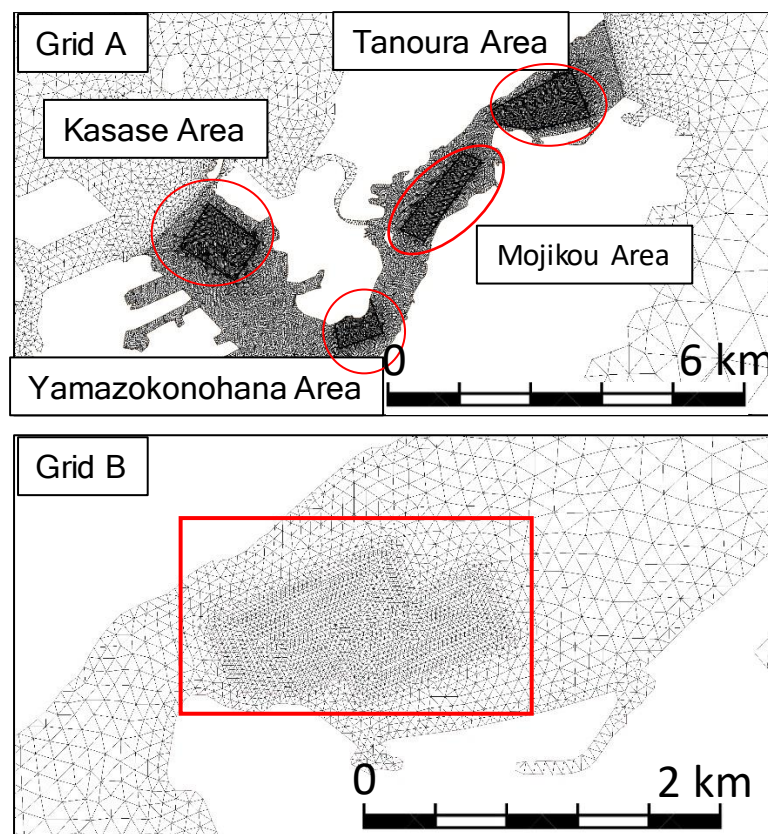 Grid A
Tanoura Area
Kasase Area
Mojikou Area
Yamazokonohana Area
0 6 km
Grid B
0 2 km